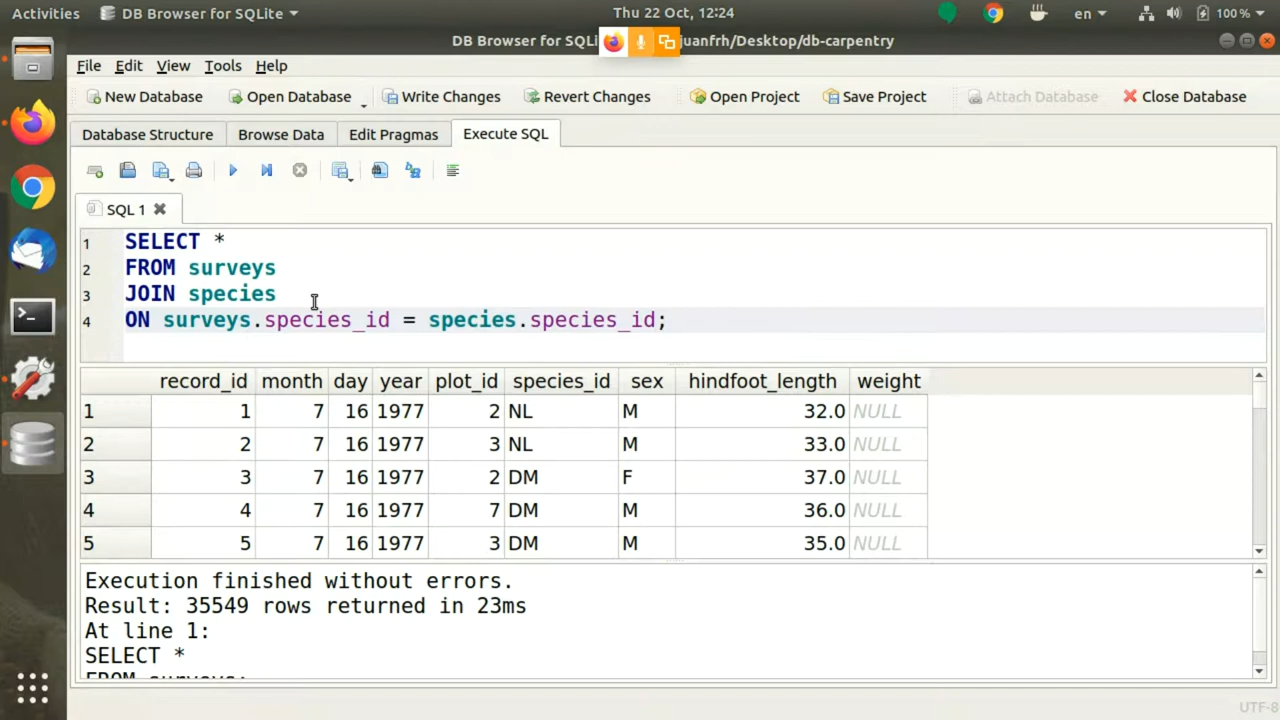 Activities DB Browser for SQLite Thu 22 Oct, 12:24 en 100 %
DB Browser for SQLi juanfrh/Desktop/db-carpentry
File Edit View Tools Help
New Database Open Database Write Changes Revert Changes Open Project Save Project Attach Database Close Database
Database Structure Browse Data Edit Pragmas Execute SQL
SQL 1
1 SELECT *
2 FROM surveys
3 JOIN species
4 ON surveys.species_id = species.species_id;
record_id month day year plot_id species_id sex hindfoot_length weight
1 1 7 16 1977 2 NL M 32.0 NULL
2 2 7 16 1977 3 NL M 33.0 NULL
3 3 7 16 1977 2 DM F 37.0 NULL
4 4 7 16 1977 7 DM M 36.0 NULL
5 5 7 16 1977 3 DM M 35.0 NULL
Execution finished without errors.
Result: 35549 rows returned in 23ms
At line 1:
SELECT *
FROM surveys;
UTF-8